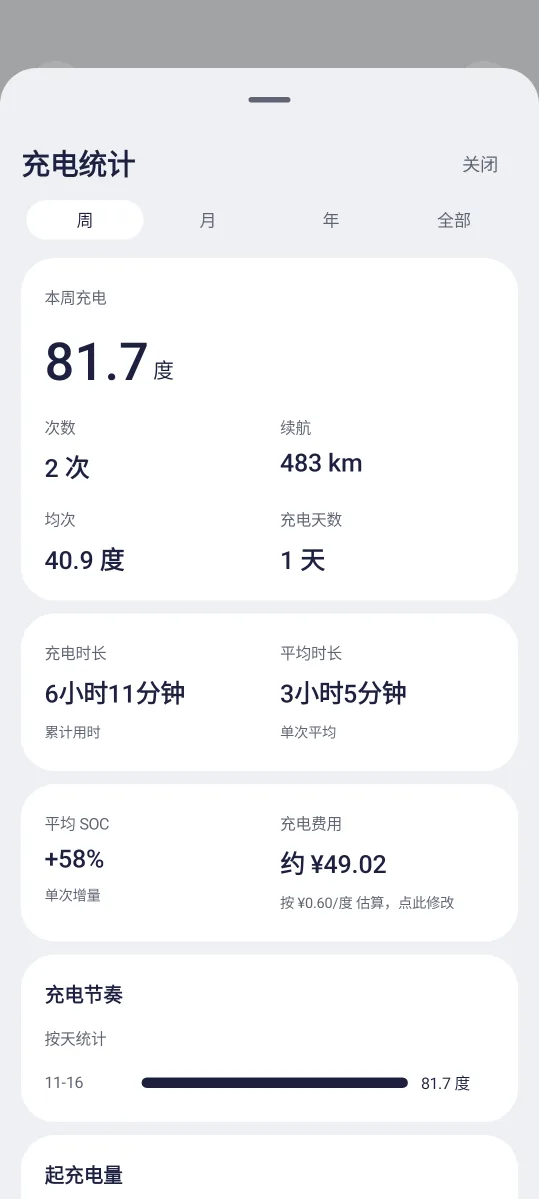 充电统计
关闭
周 月 年 全部
本周充电
81.7 度
次数 续航
2 次 483 km
均次 充电天数
40.9 度 1 天
充电时长 平均时长
6小时11分钟 3小时5分钟
累计用时 单次平均
平均 SOC 充电费用
+58% 约 ¥49.02
单次增量 按 ¥0.60/度 估算，点此修改
充电节奏
按天统计
11-16 81.7 度
起充电量